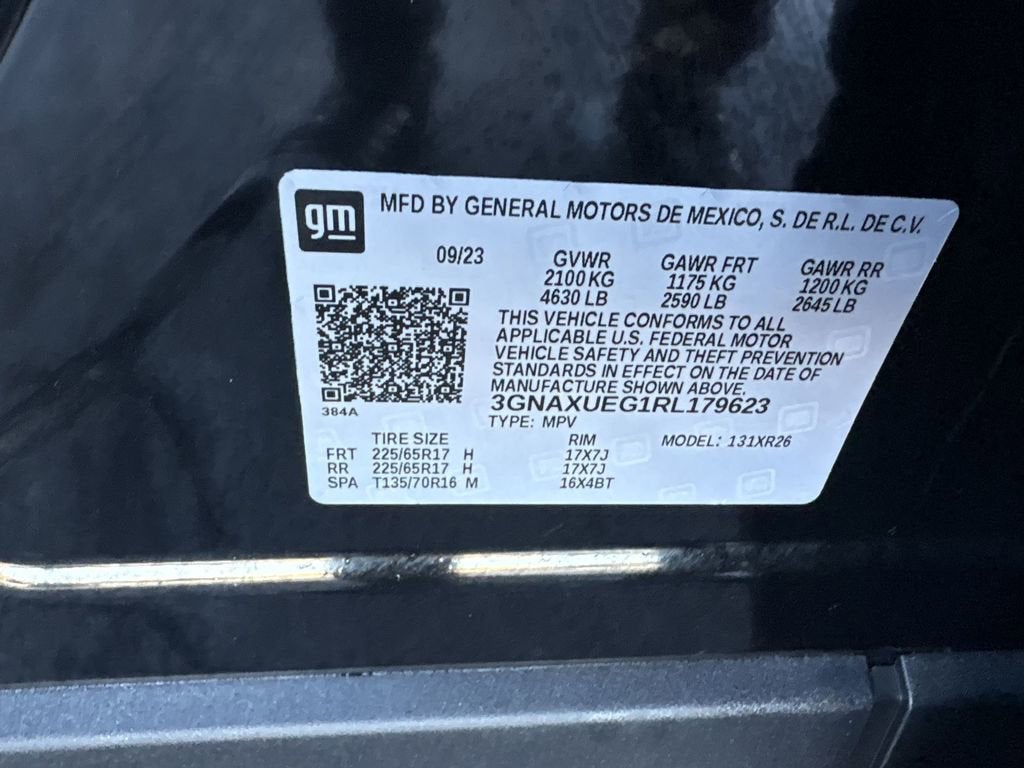 gm
MFD BY GENERAL MOTORS DE MEXICO, S. DE R.L. DE C.V.
09/23 GVWR GAWR FRT GAWR RR
2100 KG 1175 KG 1200 KG
4630 LB 2590 LB 2645 LB
THIS VEHICLE CONFORMS TO ALL
APPLICABLE U.S. FEDERAL MOTOR
VEHICLE SAFETY AND THEFT PREVENTION
STANDARDS IN EFFECT ON THE DATE OF
MANUFACTURE SHOWN ABOVE.
384A
3GNAXUEG1RL179623
TYPE: MPV
TIRE SIZE RIM MODEL: 131XR26
FRT 225/65R17 H 17X7J
RR 225/65R17 H 17X7J
SPA T135/70R16 M 16X4BT